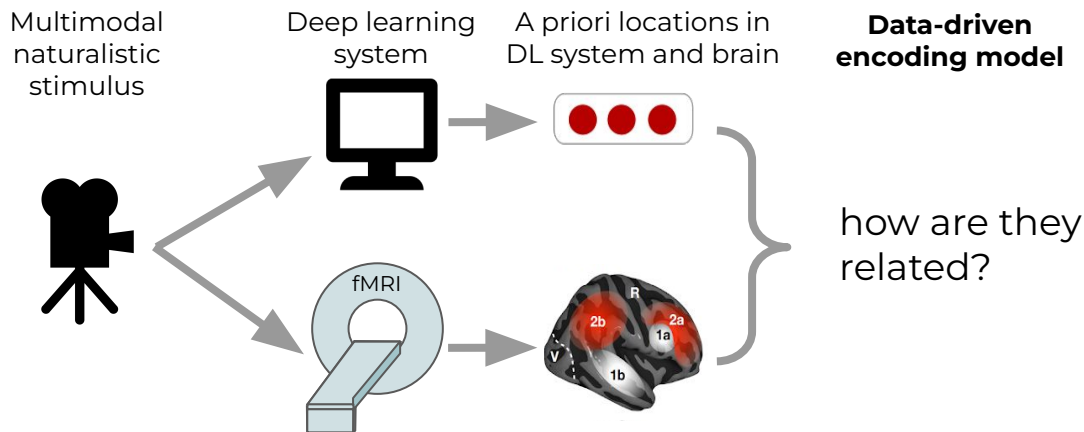 Multimodal
naturalistic
stimulus
Deep learning
system
A priori locations in
DL system and brain
Data-driven
encoding model
how are they
related?
fMRI
R
2b
2a
1a
V
1b